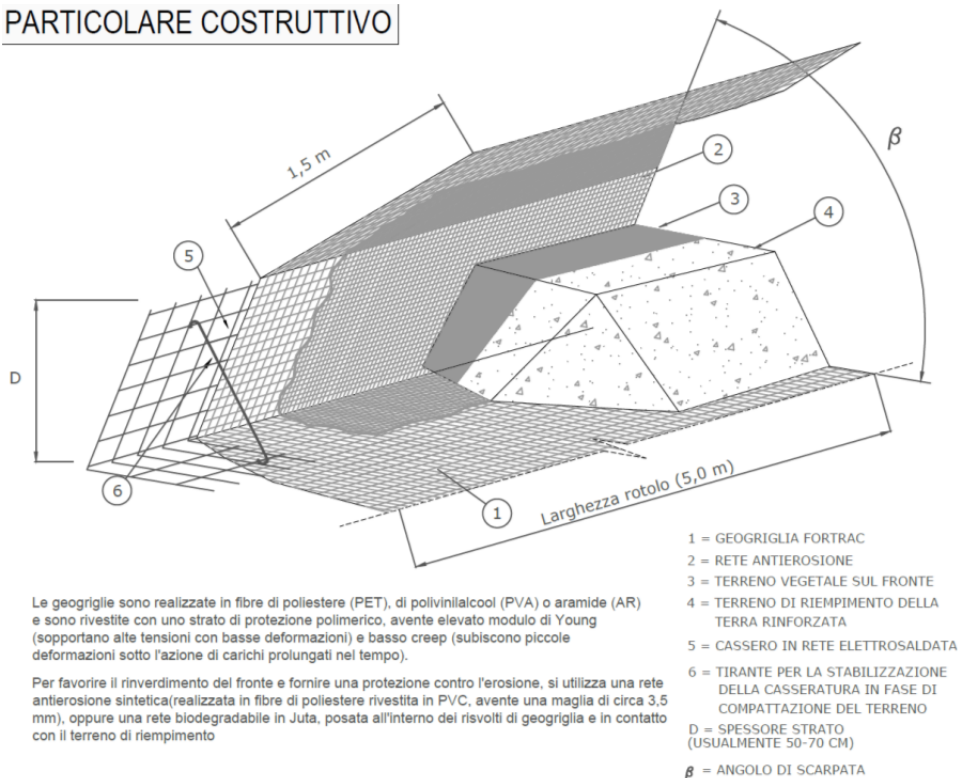 PARTICOLARE COSTRUTTIVO
1,5 m
β
2
3
4
5
D
6
1
Larghezza rotolo (5,0 m)
1 = GEOGRIGLIA FORTRAC
2 = RETE ANTIEROSIONE
3 = TERRENO VEGETALE SUL FRONTE
4 = TERRENO DI RIEMPIMENTO DELLA
TERRA RINFORZATA
5 = CASSERO IN RETE ELETTROSALDATA
6 = TIRANTE PER LA STABILIZZAZIONE
DELLA CASSERATURA IN FASE DI
COMPATTAZIONE DEL TERRENO
D = SPESSORE STRATO
(USUALMENTE 50-70 CM)
β = ANGOLO DI SCARPATA
Le geogriglie sono realizzate in fibre di poliestere (PET), di polivinilalcool (PVA) o aramide (AR)
e sono rivestite con uno strato di protezione polimerico, avente elevato modulo di Young
(sopportano alte tensioni con basse deformazioni) e basso creep (subiscono piccole
deformazioni sotto l'azione di carichi prolungati nel tempo).
Per favorire il rinverdimento del fronte e fornire una protezione contro l'erosione, si utilizza una rete
antierosione sintetica(realizzata in fibre di poliestere rivestita in PVC, avente una maglia di circa 3,5
mm), oppure una rete biodegradabile in Juta, posata all'interno dei risvolti di geogriglia e in contatto
con il terreno di riempimento